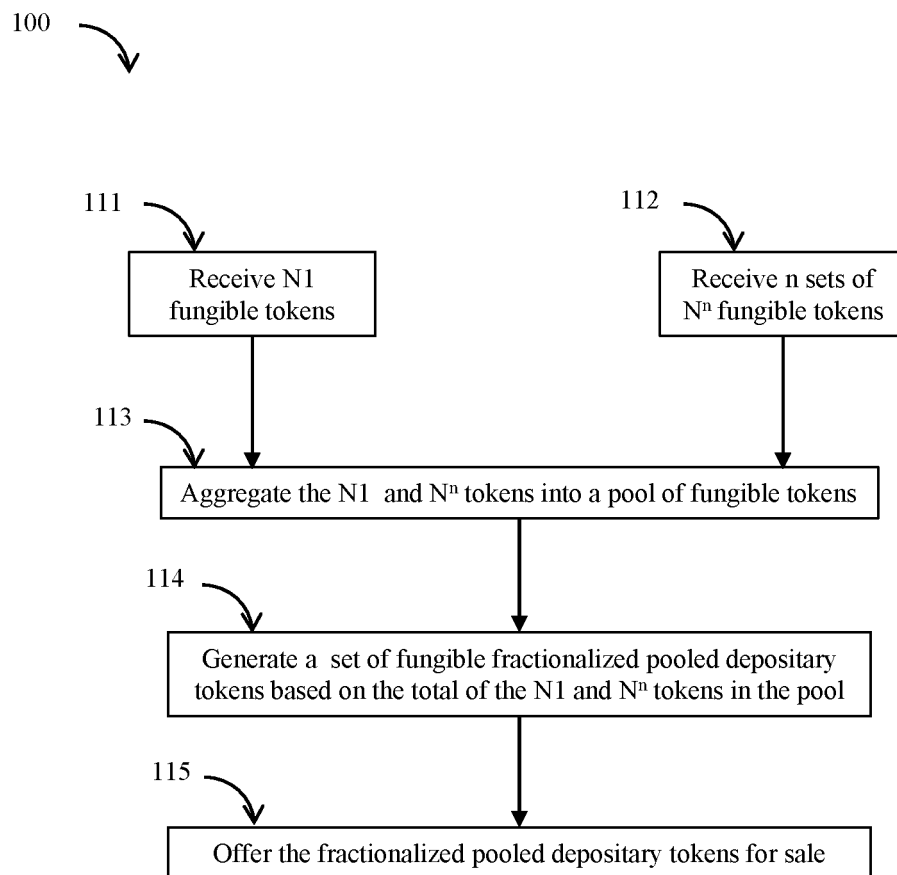 100
111
112
Receive N1
fungible tokens
Receive n sets of
Nⁿ fungible tokens
113
Aggregate the N1 and Nⁿ tokens into a pool of fungible tokens
114
Generate a set of fungible fractionalized pooled depositary
tokens based on the total of the N1 and Nⁿ tokens in the pool
115
Offer the fractionalized pooled depositary tokens for sale